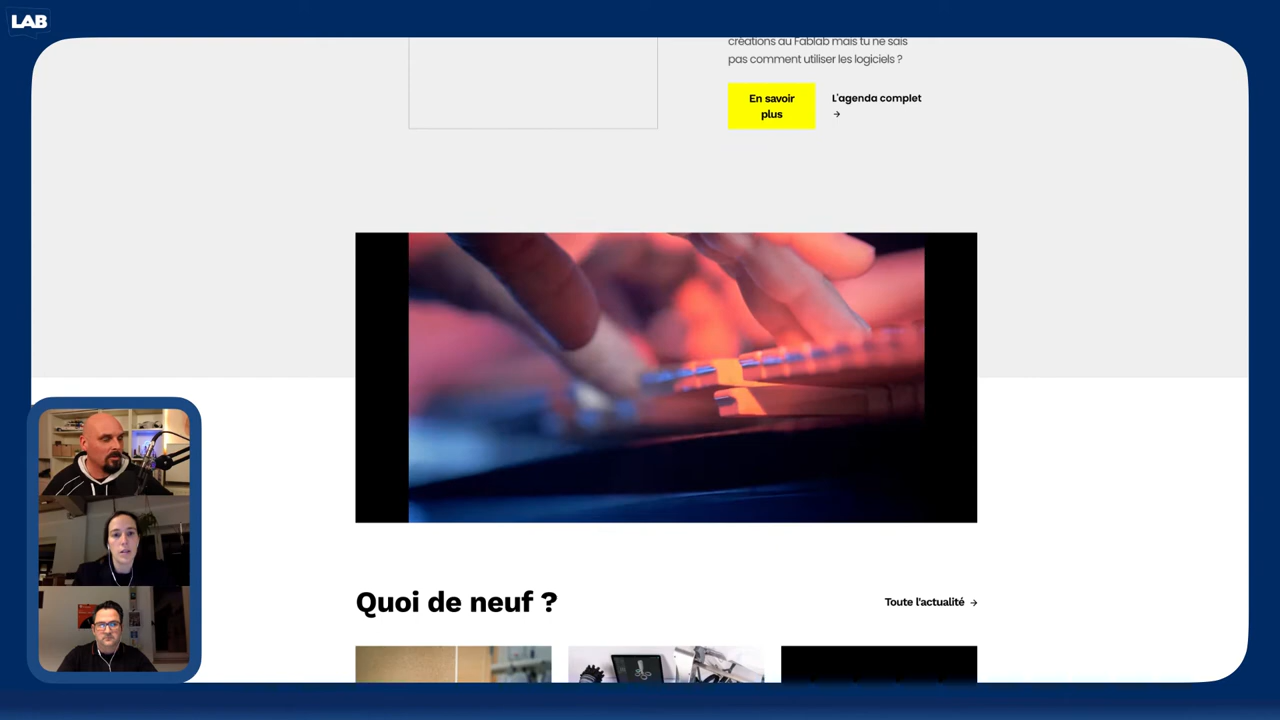 LAB
créations au Fablab mais tu ne sais
pas comment utiliser les logiciels ?
En savoir
plus
L'agenda complet
→
Quoi de neuf ?
Toute l'actualité →